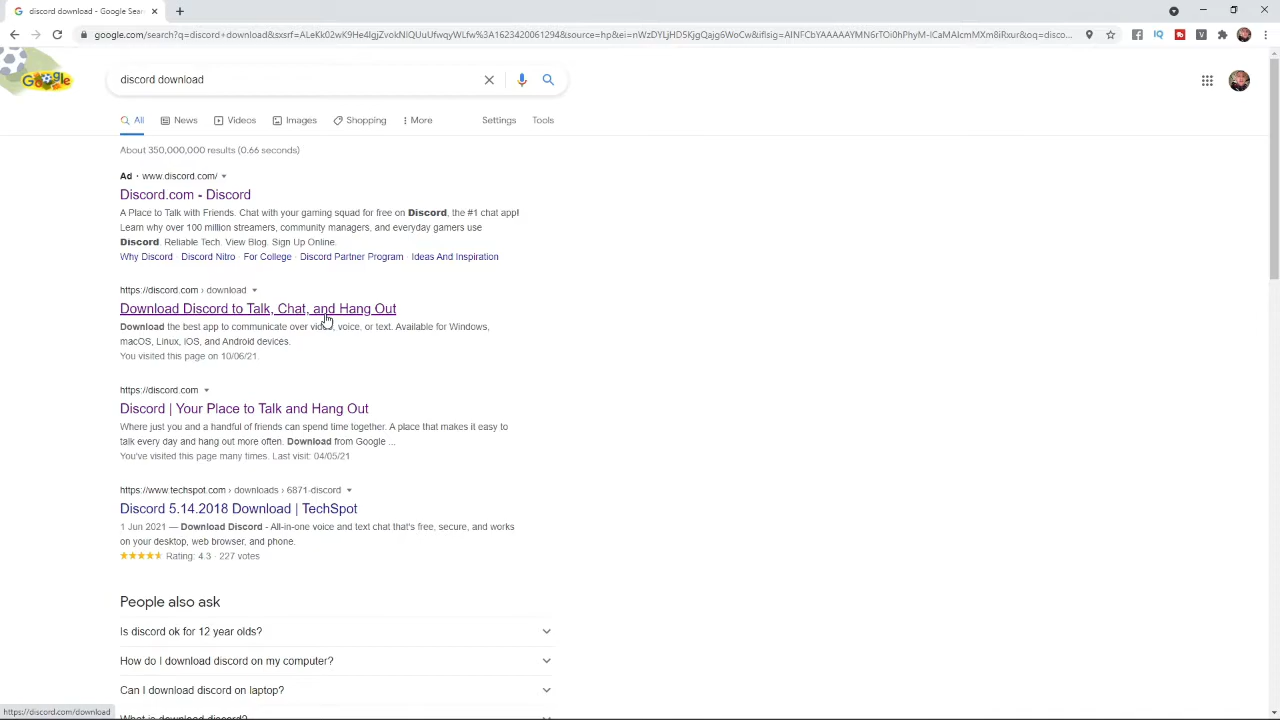 discord download - Google Sear
google.com/search?q=discord+download&sxsrf=
Google
discord download
All News Videos Images Shopping More Settings Tools
About 350,000,000 results (0.66 seconds)
Ad · www.discord.com/
Discord.com - Discord
A Place to Talk with Friends. Chat with your gaming squad for free on Discord, the #1 chat app!
Learn why over 100 million streamers, community managers, and everyday gamers use
Discord. Reliable Tech. View Blog. Sign Up Online.
Why Discord · Discord Nitro · For College · Discord Partner Program · Ideas And Inspiration
https://discord.com › download
Download Discord to Talk, Chat, and Hang Out
Download the best app to communicate over video, voice, or text. Available for Windows,
macOS, Linux, iOS, and Android devices.
You visited this page on 10/06/21.
https://discord.com
Discord | Your Place to Talk and Hang Out
Where just you and a handful of friends can spend time together. A place that makes it easy to
talk every day and hang out more often. Download from Google ...
You've visited this page many times. Last visit: 04/05/21
https://www.techspot.com › downloads › 6871-discord
Discord 5.14.2018 Download | TechSpot
1 Jun 2021 — Download Discord - All-in-one voice and text chat that's free, secure, and works
on your desktop, web browser, and phone.
Rating: 4.3 · 227 votes
People also ask
Is discord ok for 12 year olds?
How do I download discord on my computer?
Can I download discord on laptop?
What is download discord?
https://discord.com/download